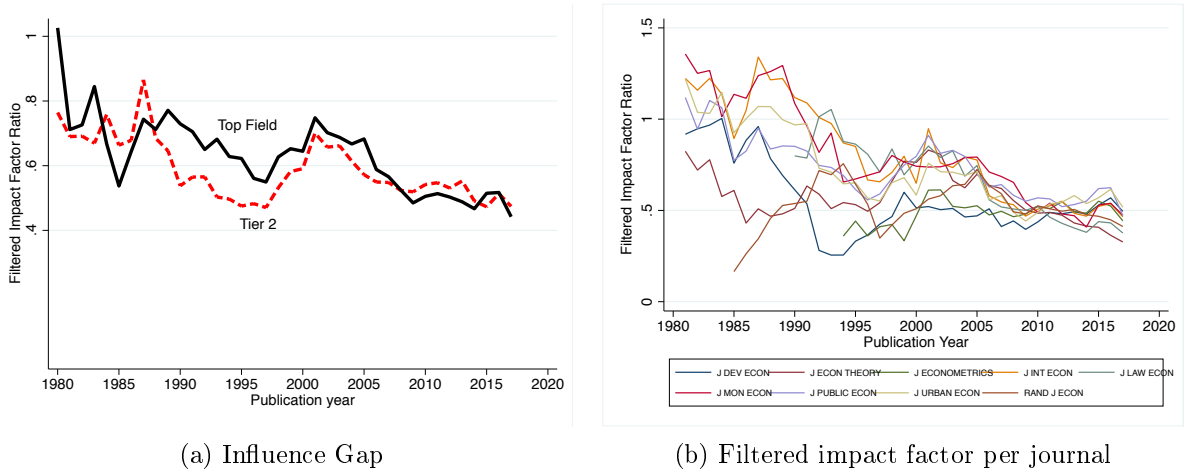 Filtered Impact Factor Ratio
1
.8
.6
.4
Top Field
Tier 2
1980 1985 1990 1995 2000 2005 2010 2015 2020
Publication year
(a) Influence Gap
Filtered Impact Factor Ratio
1.5
1
.5
0
1980 1985 1990 1995 2000 2005 2010 2015 2020
Publication Year
J DEV ECON J ECON THEORY J ECONOMETRICS J INT ECON J LAW ECON
J MON ECON J PUBLIC ECON J URBAN ECON RAND J ECON
(b) Filtered impact factor per journal